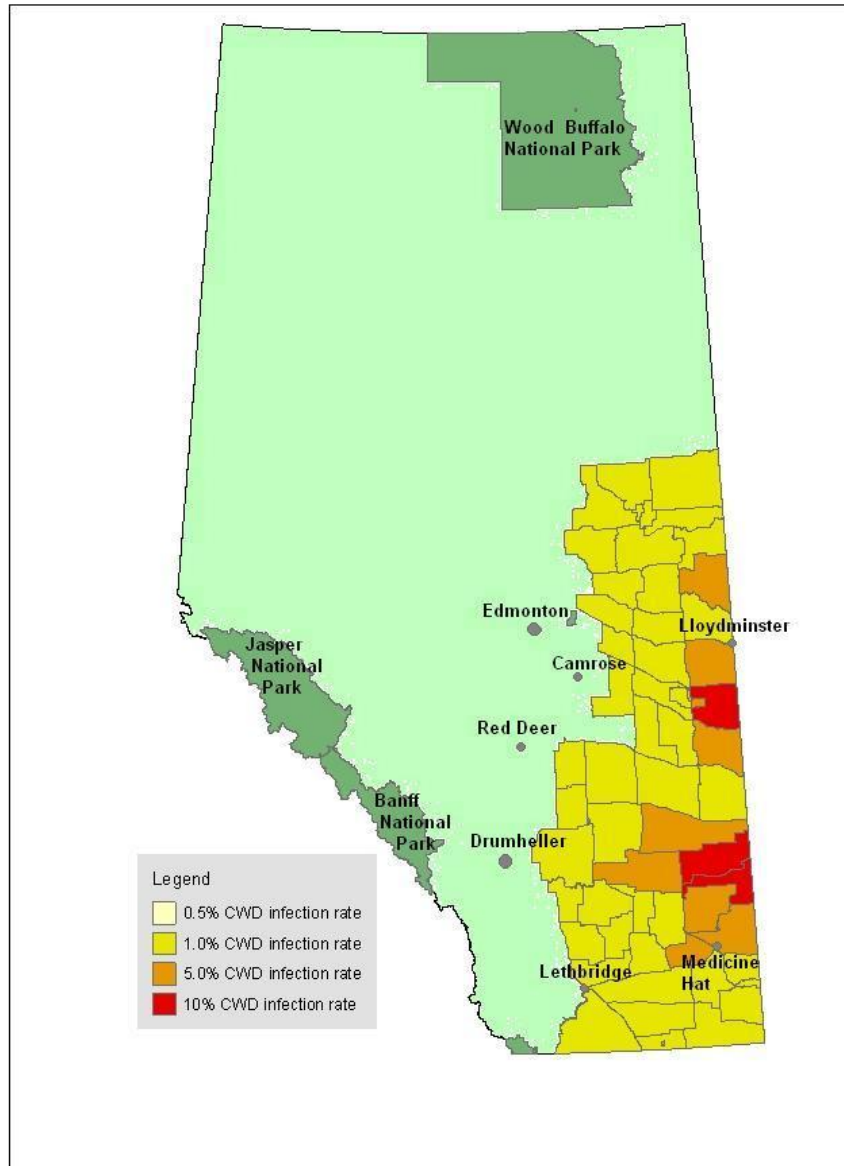 Wood Buffalo
National Park
Edmonton
Lloydminster
Jasper
National
Park
Camrose
Red Deer
Banff
National
Park
Drumheller
Legend
0.5% CWD infection rate
1.0% CWD infection rate
5.0% CWD infection rate
10% CWD infection rate
Lethbridge
Medicine
Hat